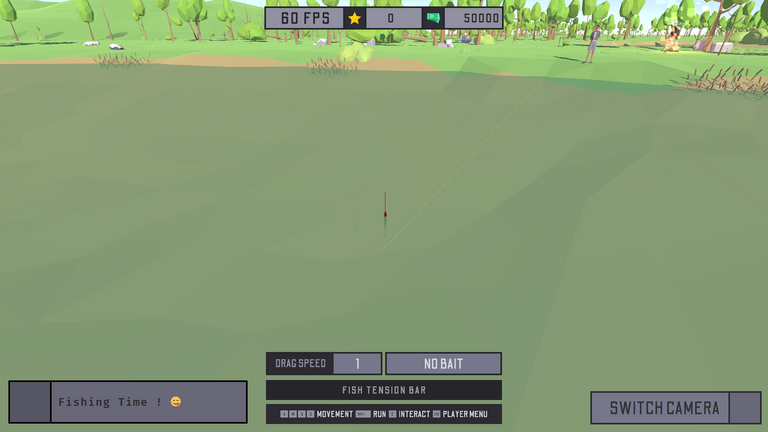 60 FPS 0 50000
DRAG SPEED 1 NO BAIT
FISH TENSION BAR
Fishing Time ! 😄
MOVEMENT RUN INTERACT PLAYER MENU
SWITCH CAMERA